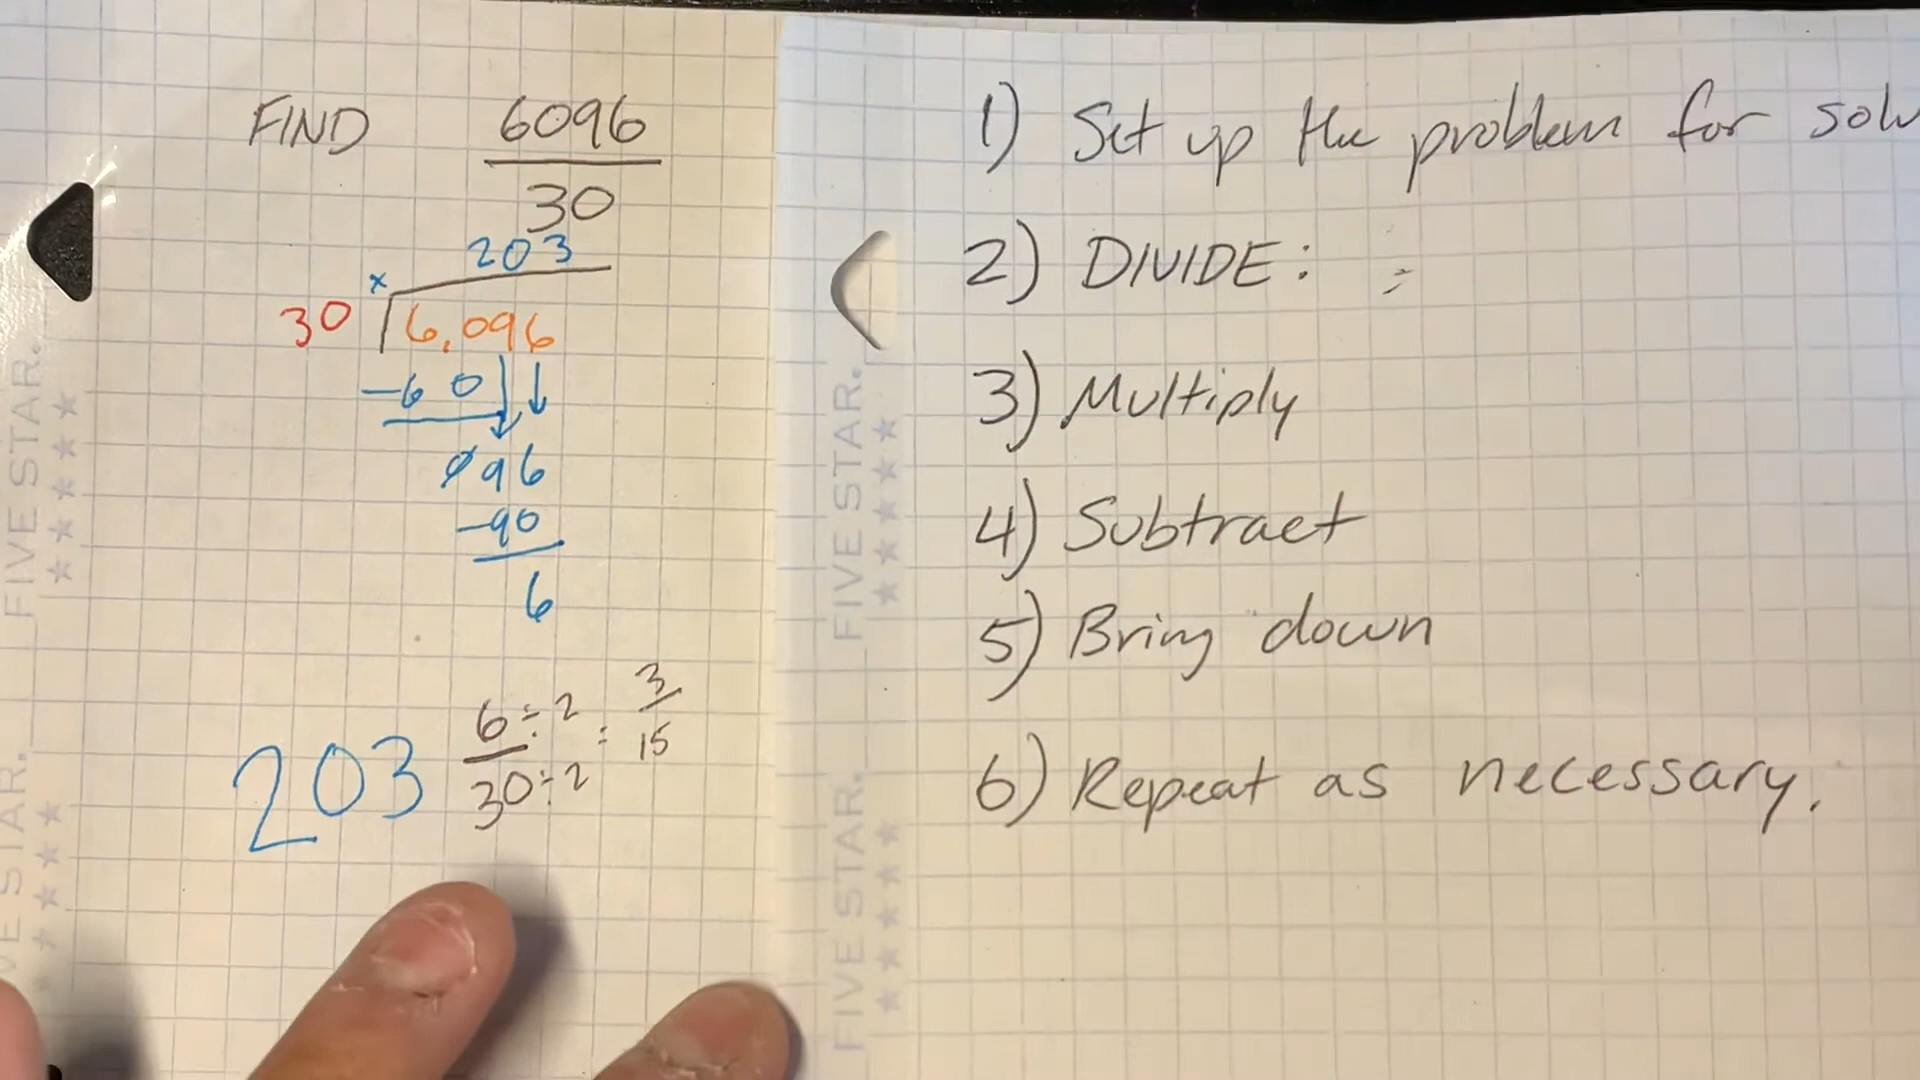 FIND 6096
30
203
x
30 6,096
-60
096
-90
6
203 6÷2 = 3
30÷2 15
1) Set up the problem for solv
2) DIVIDE: ÷
3) Multiply
4) Subtract
5) Bring down
6) Repeat as necessary.
FIVE STAR.
FIVE STAR.
FIVE STAR.
FIVE STAR.